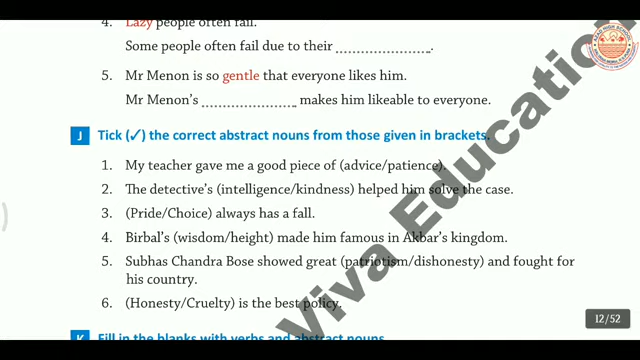 4. Lazy people often fail.
Some people often fail due to their ........................
5. Mr Menon is so gentle that everyone likes him.
Mr Menon's ........................ makes him likeable to everyone.
J Tick (✓) the correct abstract nouns from those given in brackets.
1. My teacher gave me a good piece of (advice/patience).
2. The detective's (intelligence/kindness) helped him solve the case.
3. (Pride/Choice) always has a fall.
4. Birbal's (wisdom/height) made him famous in Akbar's kingdom.
5. Subhas Chandra Bose showed great (patriotism/dishonesty) and fought for
his country.
6. (Honesty/Cruelty) is the best policy.
K Fill in the blanks with verbs and abstract nouns.
Viva Education
12/52